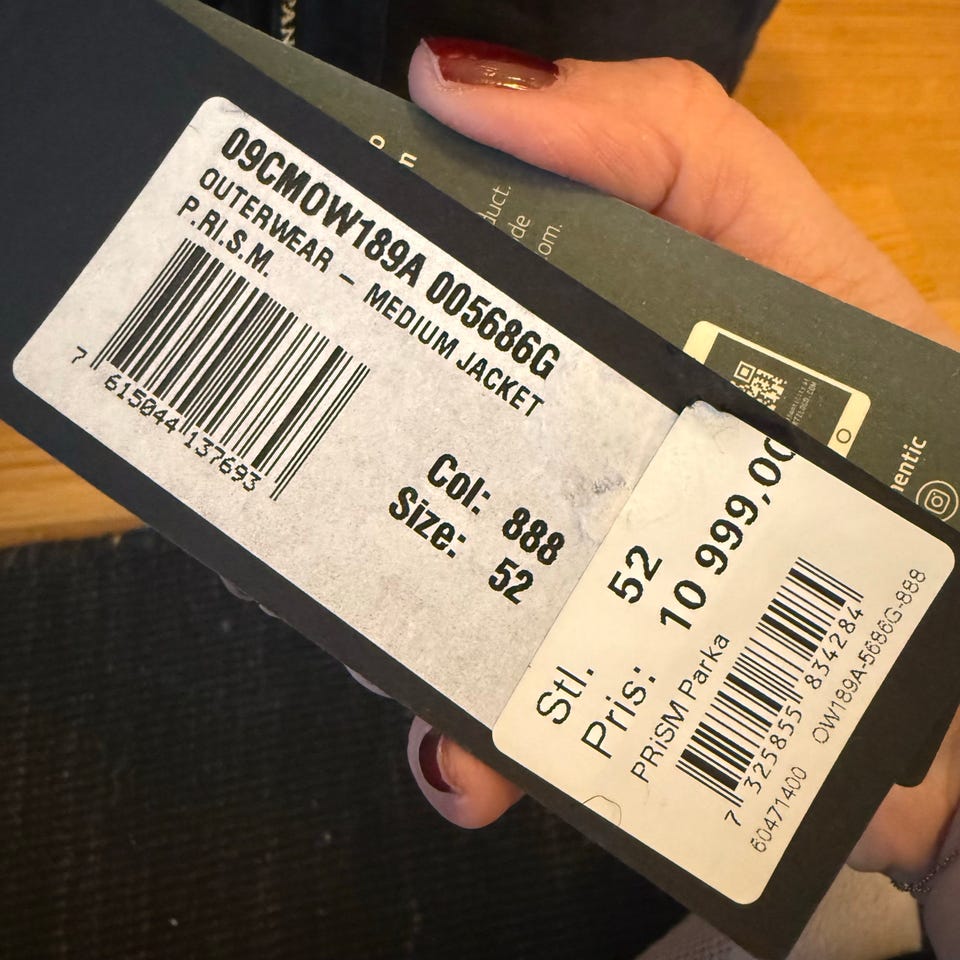 09CMOW189A 005686G
OUTERWEAR – MEDIUM JACKET
P.RI.S.M.
7 615044 137693
Col: 888
Size: 52
Stl. 52
Pris: 10 999,00
PRiSM Parka
7 325855 834284
OW189A-5686G-888
60471400